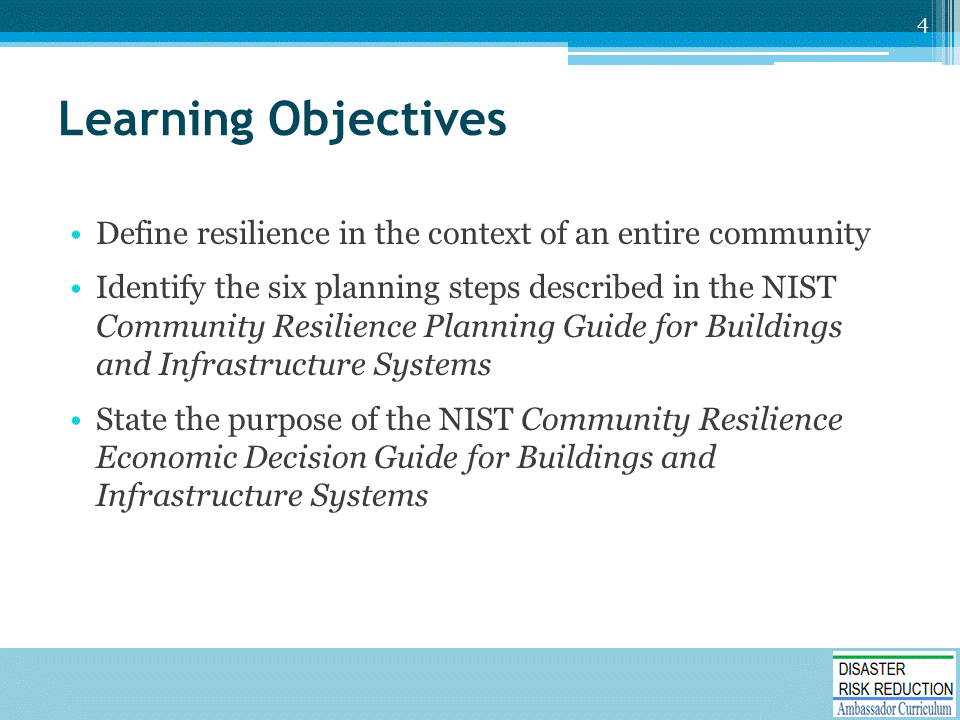 4
Learning Objectives
• Define resilience in the context of an entire community
• Identify the six planning steps described in the NIST
Community Resilience Planning Guide for Buildings
and Infrastructure Systems
• State the purpose of the NIST Community Resilience
Economic Decision Guide for Buildings and
Infrastructure Systems
DISASTER
RISK REDUCTION
Ambassador Curriculum